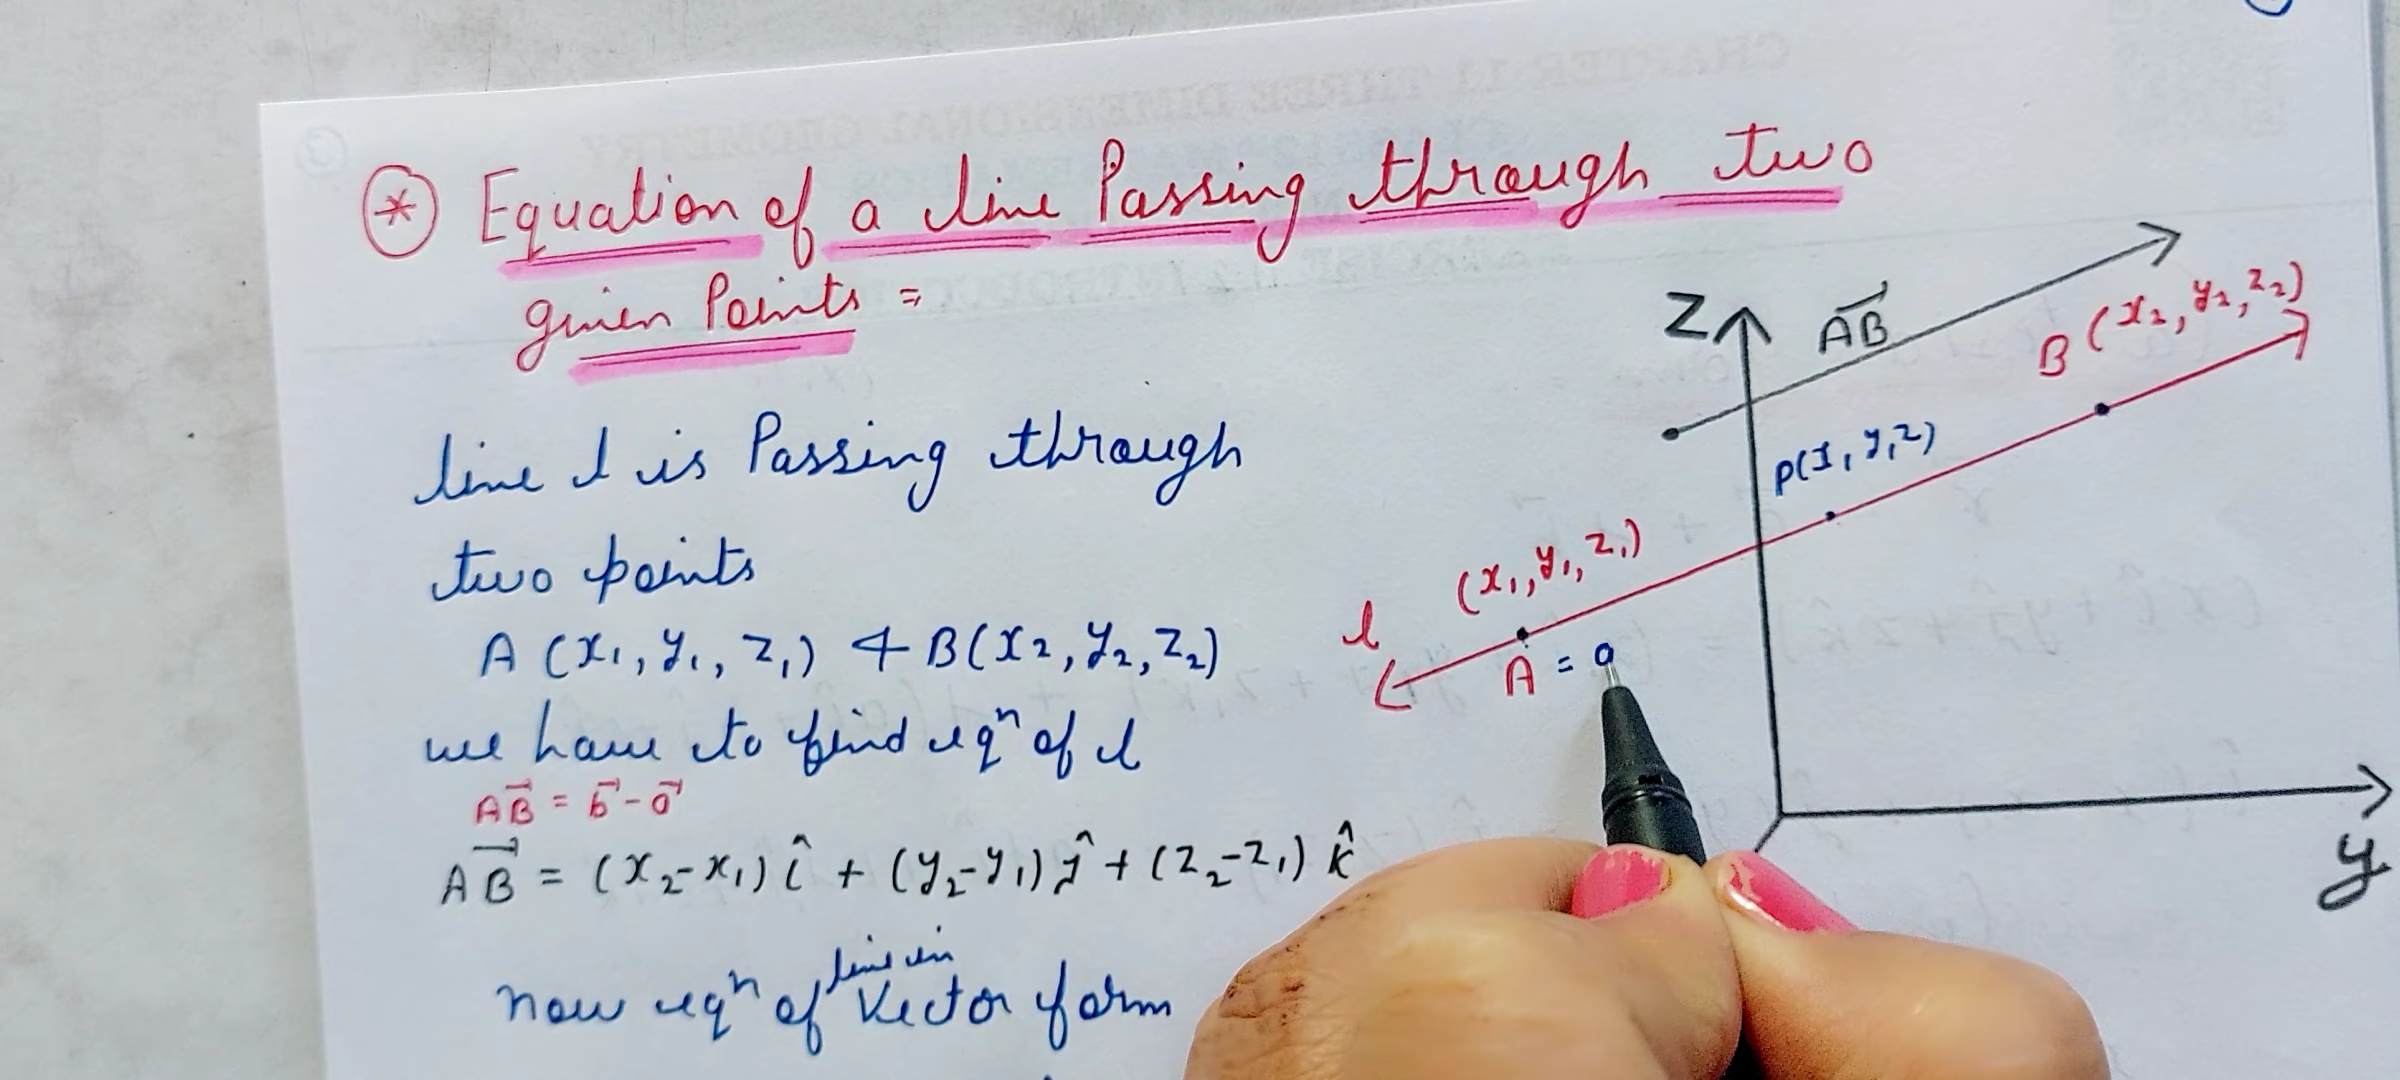 * Equation of a line Passing through two
given Points =
line l is Passing through
two points
A (x₁, y₁, z₁) & B(x₂, y₂, z₂)
we have to find eqⁿ of l
AB⃗ = b⃗ - a⃗
AB⃗ = (x₂-x₁) î + (y₂-y₁) ĵ + (z₂-z₁) k̂
now eqⁿ of line in Vector form
Z
AB⃗
B (x₂, y₂, z₂)
P(x, y, z)
(x₁, y₁, z₁)
l
A = a
y